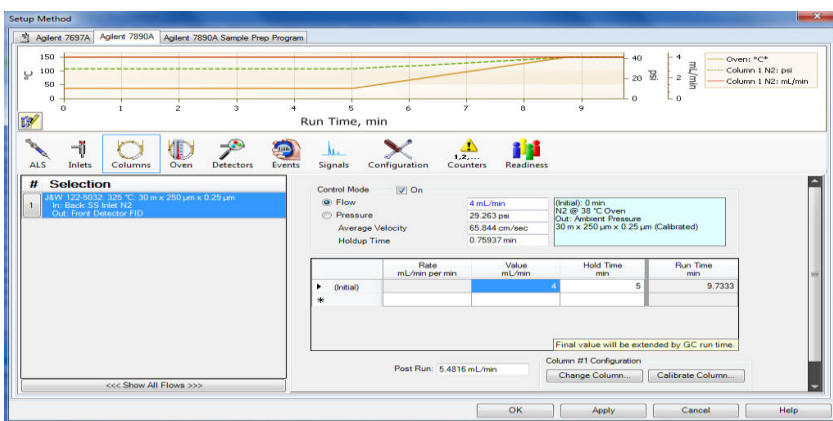 Setup Method
Agilent 7697A Agilent 7890A Agilent 7890A Sample Prep Program
150
100
50
0
°C
0 1 2 3 4 5 6 7 8 9
Run Time, min
40
20
0
psi
4
2
0
mL/min
Oven: °C*
Column 1 N2: psi
Column 1 N2: mL/min
ALS Inlets Columns Oven Detectors Events Signals Configuration Counters Readiness
1,2,...
# Selection
1 J&W 122-5032: 325 °C: 30 m x 250 µm x 0.25 µm
In: Back SS Inlet N2
Out: Front Detector FID
<<< Show All Flows >>>
Control Mode On
Flow 4 mL/min
Pressure 29.263 psi
Average Velocity 65.844 cm/sec
Holdup Time 0.75937 min
(Initial): 0 min
N2 @ 38 °C Oven
Out: Ambient Pressure
30 m x 250 µm x 0.25 µm (Calibrated)
Rate Value Hold Time Run Time
mL/min per min mL/min min min
(Initial) 4 5 9.7333
*
Final value will be extended by GC run time.
Post Run: 5.4816 mL/min
Column #1 Configuration
Change Column... Calibrate Column...
OK Apply Cancel Help